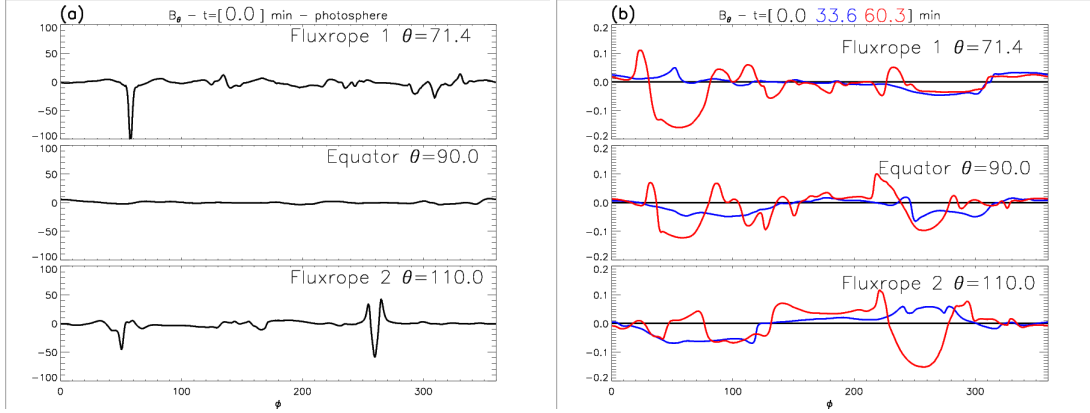 (a) B_θ − t=[0.0] min − photosphere
100
Fluxrope 1 θ=71.4
50
0
−50
−100
100
Equator θ=90.0
50
0
−50
100
Fluxrope 2 θ=110.0
50
0
−50
−100
0 100 200 300
ϕ
(b) B_θ − t=[0.0 33.6 60.3] min
0.2
Fluxrope 1 θ=71.4
0.1
0.0
−0.1
−0.2
0.2
Equator θ=90.0
0.1
0.0
−0.1
0.2
Fluxrope 2 θ=110.0
0.1
0.0
−0.1
0.2
0 100 200 300
ϕ